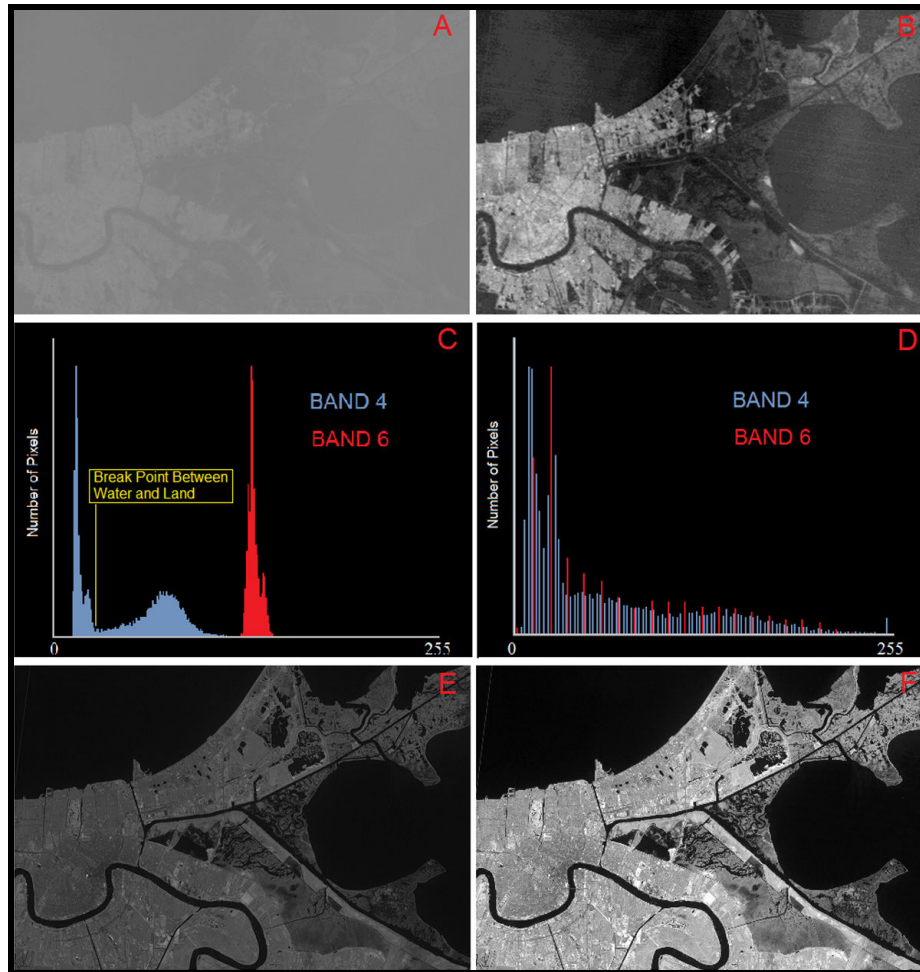 A
B
C
BAND 4
BAND 6
Number of Pixels
Break Point Between
Water and Land
0
255
D
BAND 4
BAND 6
Number of Pixels
0
255
E
F